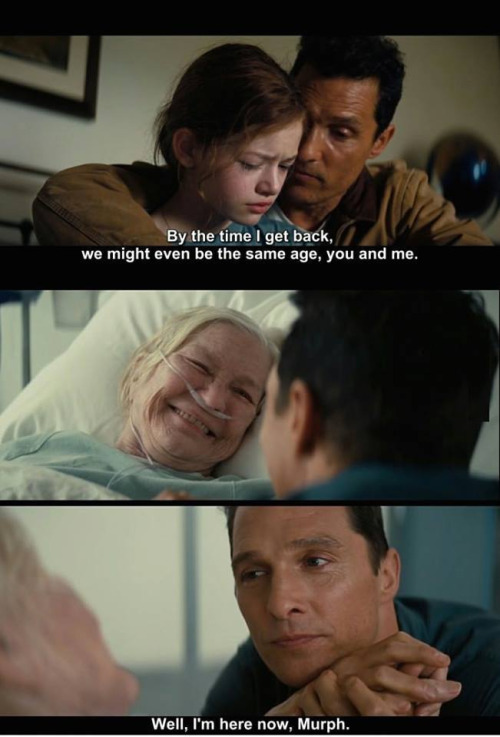 By the time I get back,
we might even be the same age, you and me.
Well, I'm here now, Murph.